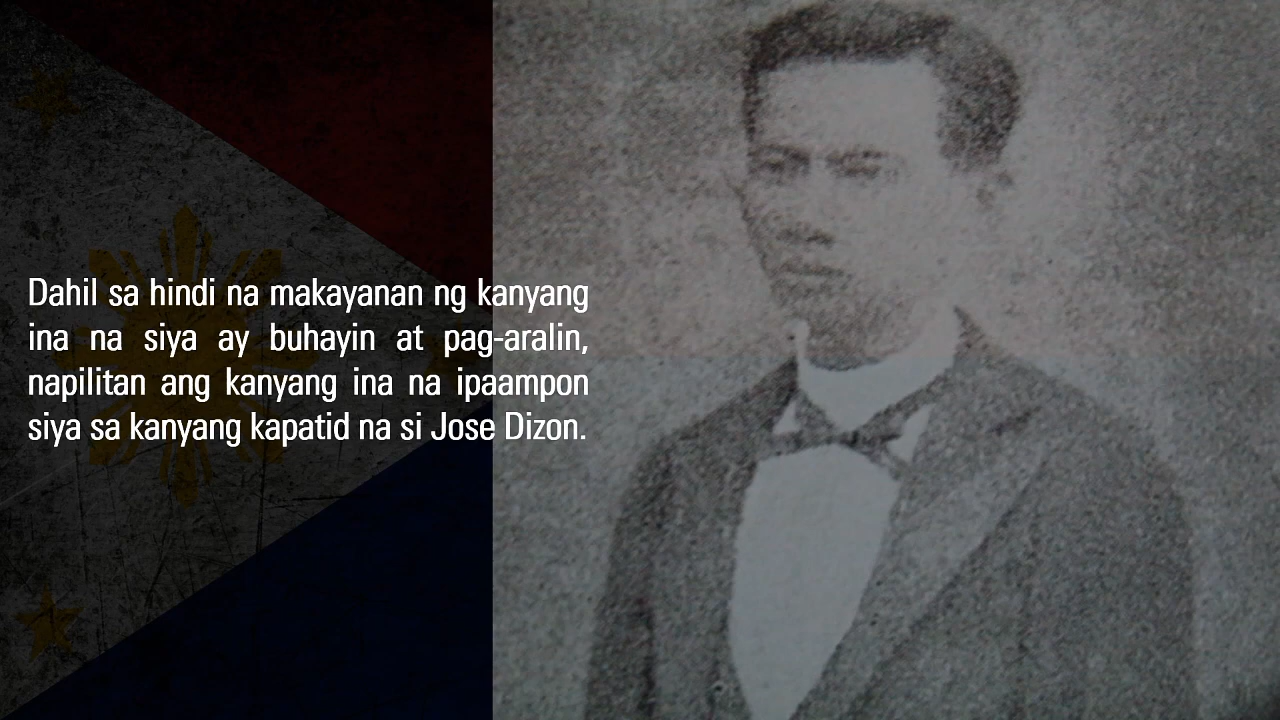 Dahil sa hindi na makayanan ng kanyang
ina na siya ay buhayin at pag-aralin,
napilitan ang kanyang ina na ipaampon
siya sa kanyang kapatid na si Jose Dizon.